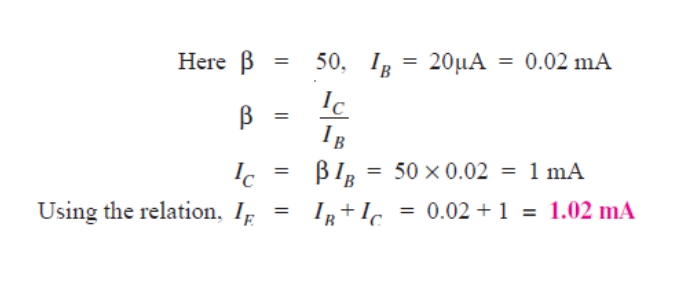 Here β = 50, I_B = 20μA = 0.02 mA
β = I_C / I_B
I_C = β I_B = 50 × 0.02 = 1 mA
Using the relation, I_E = I_B + I_C = 0.02 + 1 = 1.02 mA